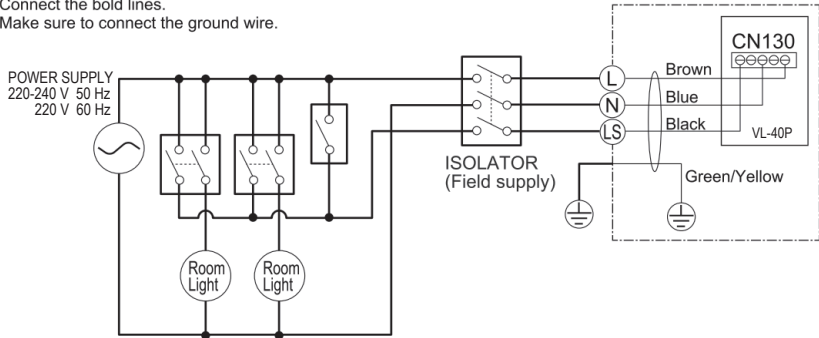 Connect the bold lines.
Make sure to connect the ground wire.
POWER SUPPLY
220-240 V 50 Hz
220 V 60 Hz
CN130
L
Brown
N
Blue
LS
Black
VL-40P
ISOLATOR
(Field supply)
Green/Yellow
Room
Light
Room
Light